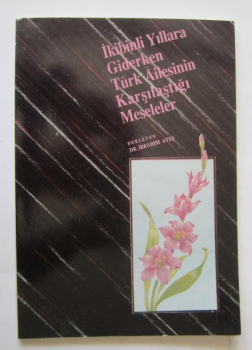 İkibinli Yıllara
Giderken
Türk Ailesinin
Karşılaştığı
Meseleler
DERLEYEN
DR. İBRAHİM ATEŞ